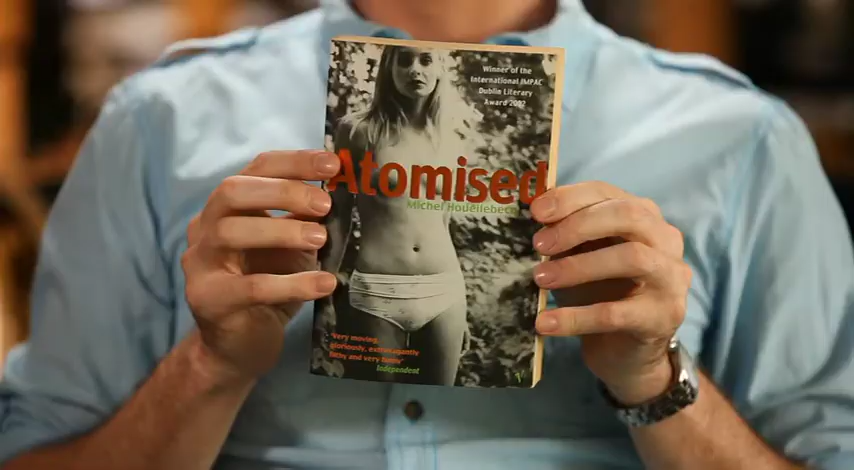 Winner of the
International IMPAC
Dublin Literary
Award 2002
Atomised
Michel Houellebecq
"Very moving,
gloriously, extravagantly
filthy and very funny"
Independent